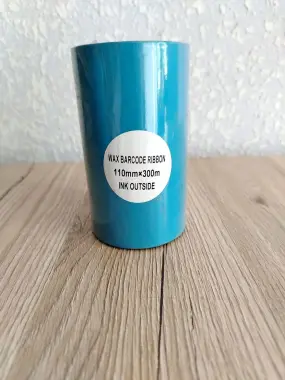 WAX BARCODE RIBBON
110mm×300m
INK OUTSIDE